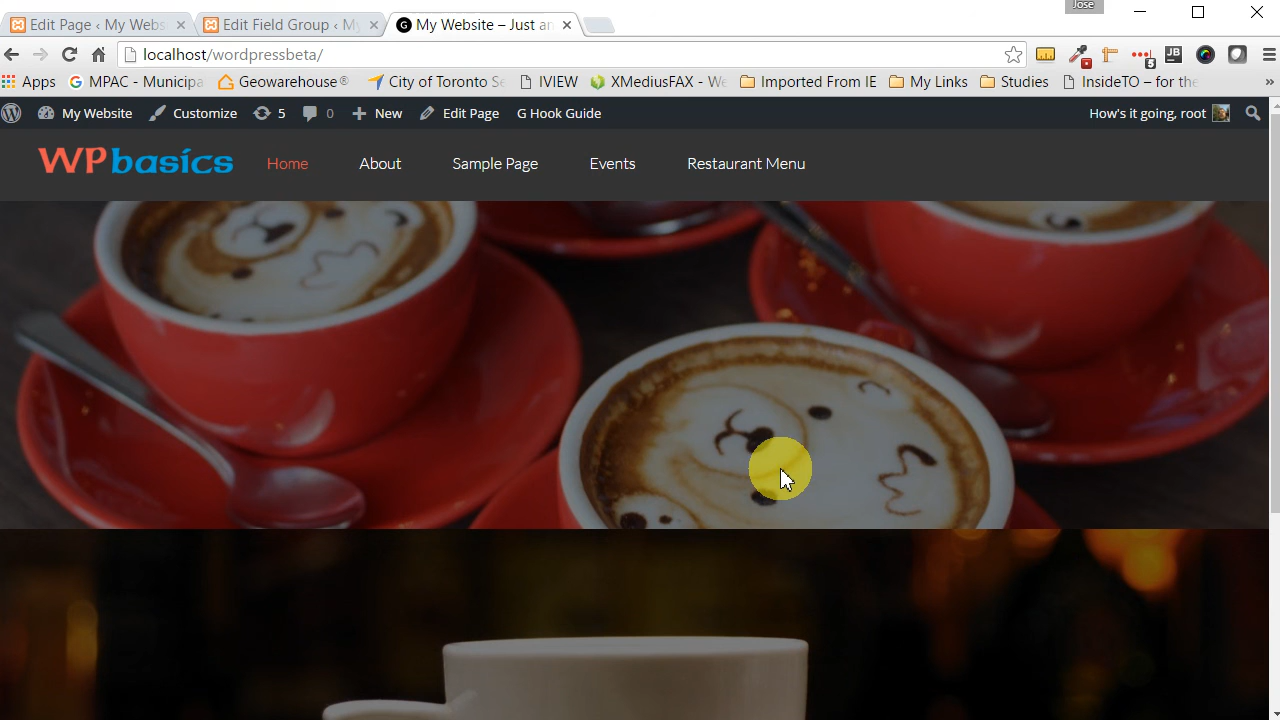 Jose
Edit Page ‹ My Webs
Edit Field Group ‹ My
My Website – Just an
localhost/wordpressbeta/
Apps
MPAC - Municipa
Geowarehouse®
City of Toronto Se
IVIEW
XMediusFAX - We
Imported From IE
My Links
Studies
InsideTO – for the
»
My Website
Customize
5
0
New
Edit Page
G Hook Guide
How's it going, root
WPbasics
Home
About
Sample Page
Events
Restaurant Menu